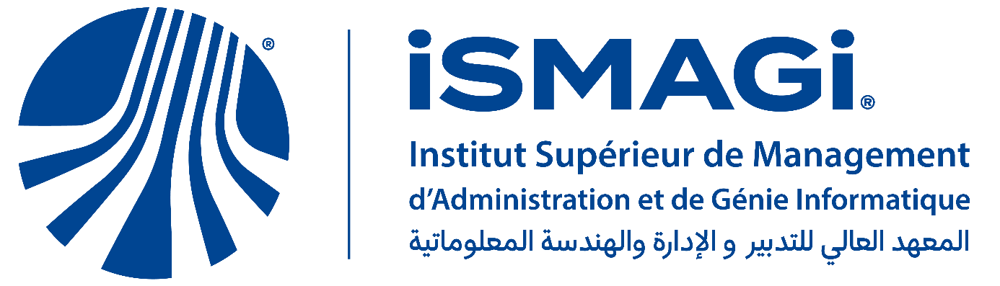 ®
iSMAGi®
Institut Supérieur de Management
d’Administration et de Génie Informatique
المعهد العالي للتدبير و الإدارة والهندسة المعلوماتية